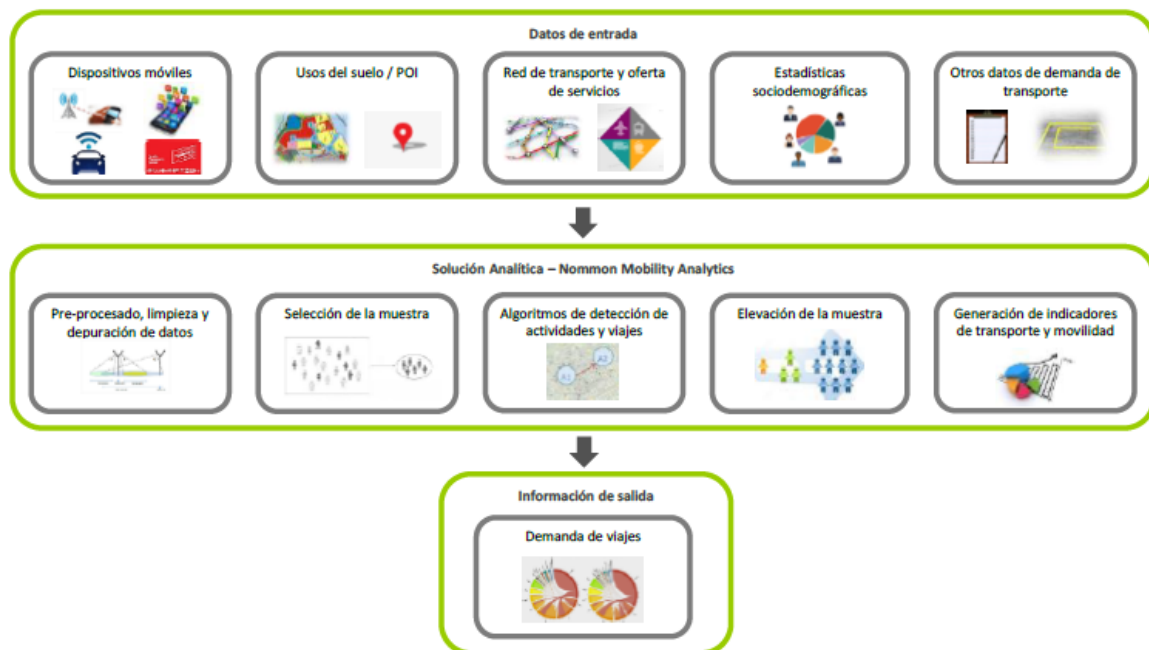 Datos de entrada
Dispositivos móviles
Usos del suelo / POI
Red de transporte y oferta
de servicios
Estadísticas
sociodemográficas
Otros datos de demanda de
transporte
Solución Analítica – Nommon Mobility Analytics
Pre-procesado, limpieza y
depuración de datos
Selección de la muestra
Algoritmos de detección de
actividades y viajes
A1
A2
Elevación de la muestra
Generación de indicadores
de transporte y movilidad
Información de salida
Demanda de viajes